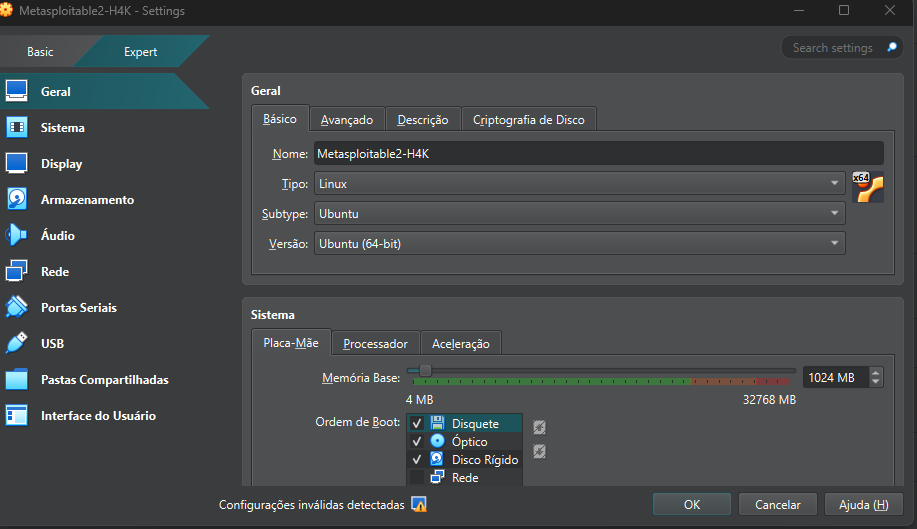 Metasploitable2-H4K - Settings
Basic
Expert
Search settings
Geral
Sistema
Display
Armazenamento
Áudio
Rede
Portas Seriais
USB
Pastas Compartilhadas
Interface do Usuário
Geral
Básico Avançado Descrição Criptografia de Disco
Nome: Metasploitable2-H4K
Tipo: Linux
x64
Subtype: Ubuntu
Versão: Ubuntu (64-bit)
Sistema
Placa-Mãe Processador Aceleração
Memória Base: 1024 MB
4 MB 32768 MB
Ordem de Boot: Disquete
Óptico
Disco Rígido
Rede
Configurações inválidas detectadas
OK Cancelar Ajuda (H)